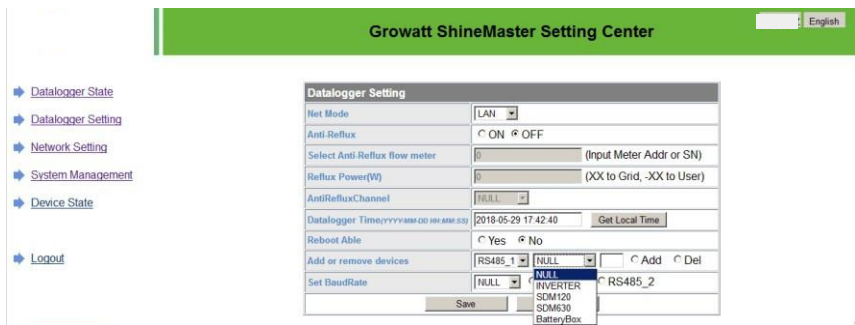 Growatt ShineMaster Setting Center
English
Datalogger State
Datalogger Setting
Network Setting
System Management
Device State
Logout
Datalogger Setting
Net Mode LAN
Anti-Reflux ON OFF
Select Anti-Reflux flow meter 0 (Input Meter Addr or SN)
Reflux Power(W) 0 (XX to Grid, -XX to User)
AntiRefluxChannel NULL
Datalogger Time(YYYY-MM-DD HH:MM:SS) 2018-05-29 17:42:40 Get Local Time
Reboot Able Yes No
Add or remove devices RS485_1 NULL Add Del
Set BaudRate NULL RS485_2
NULL
INVERTER
SDM120
SDM630
BatteryBox
Save